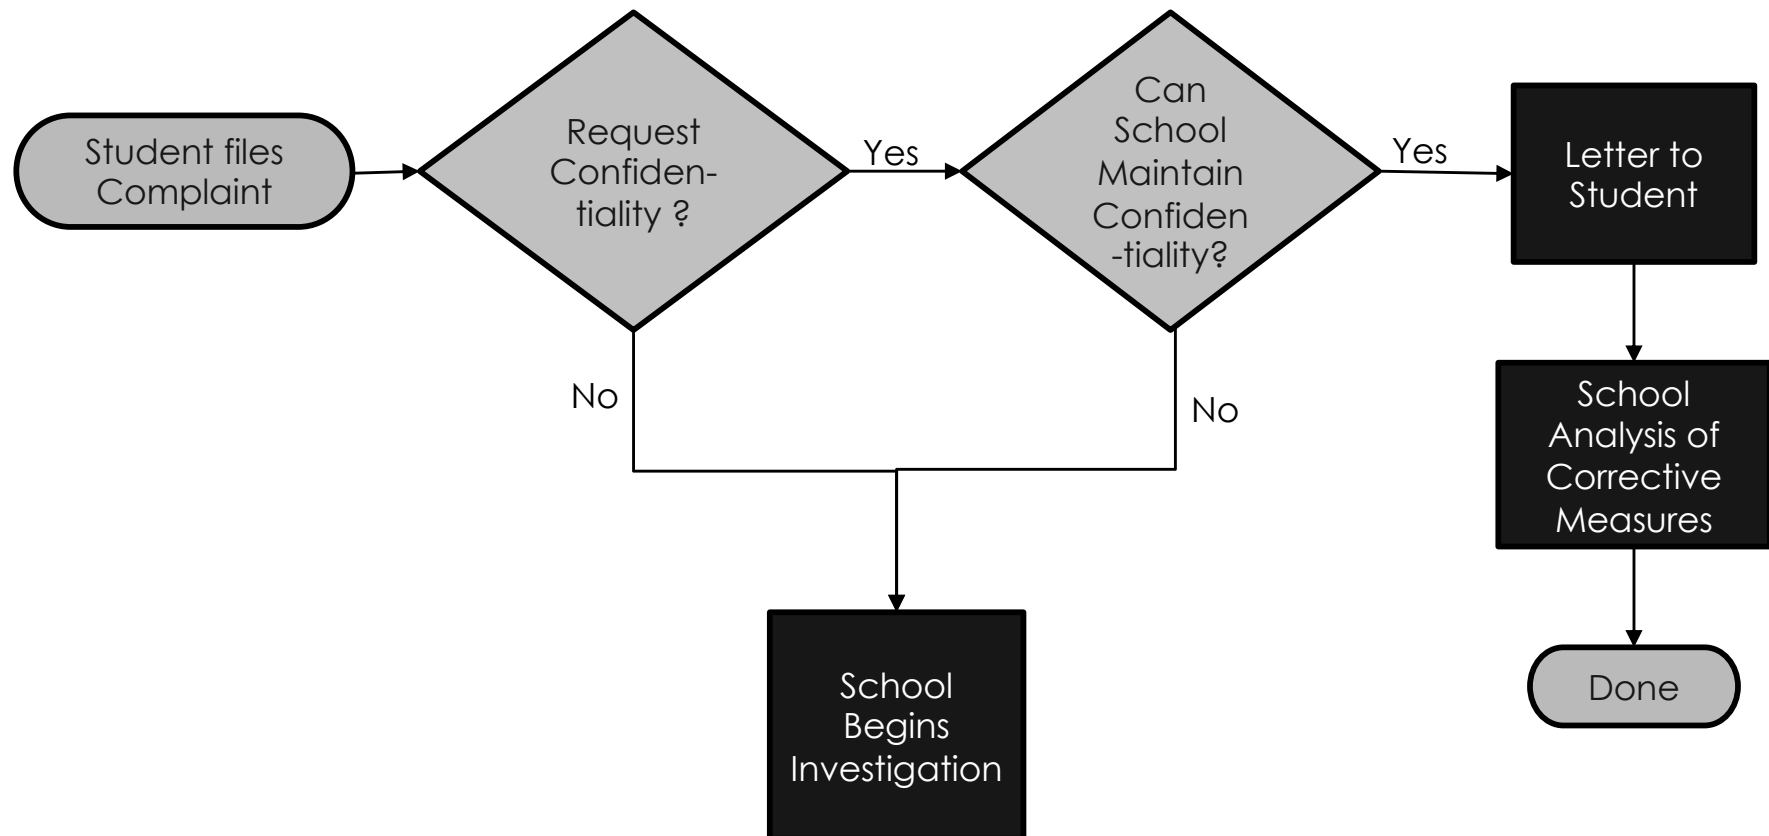 Student files
Complaint
Request
Confiden-
tiality ?
Yes
Can
School
Maintain
Confiden
-tiality?
Yes
Letter to
Student
No
No
School
Analysis of
Corrective
Measures
School
Begins
Investigation
Done